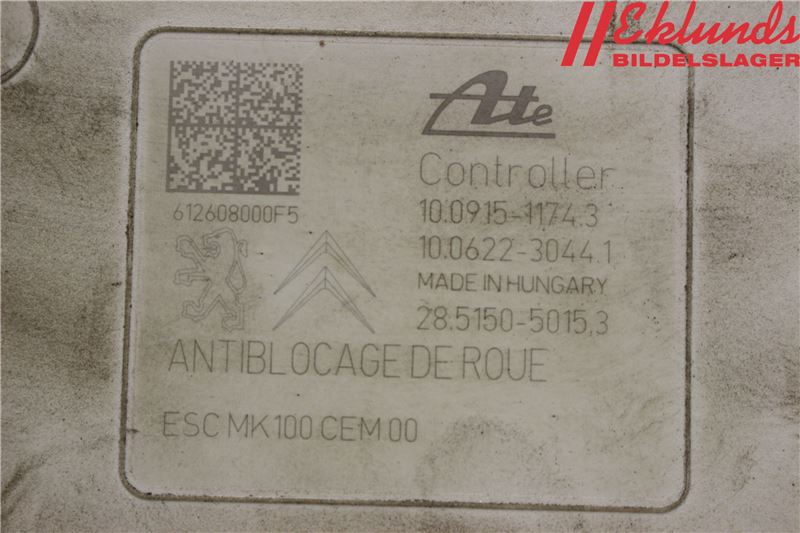 Eklunds
BILDELSLAGER
Ate
Controller
612608000F5
10.0915-1174.3
10.0622-3044.1
MADE IN HUNGARY
28.5150-5015,3
ANTIBLOCAGE DE ROUE
ESC MK100 CEM 00